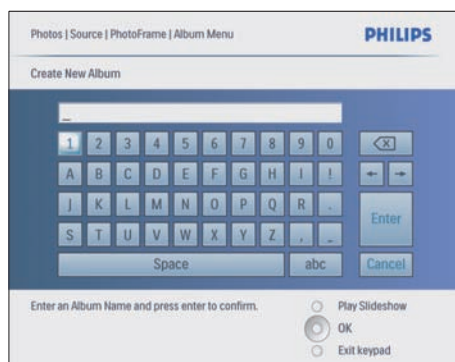 Photos | Source | PhotoFrame | Album Menu PHILIPS
Create New Album
_
1 2 3 4 5 6 7 8 9 0
A B C D E F G H I !
J K L M N O P Q R . Enter
S T U V W X Y Z , _
Space abc Cancel
Enter an Album Name and press enter to confirm. Play Slideshow
OK
Exit keypad